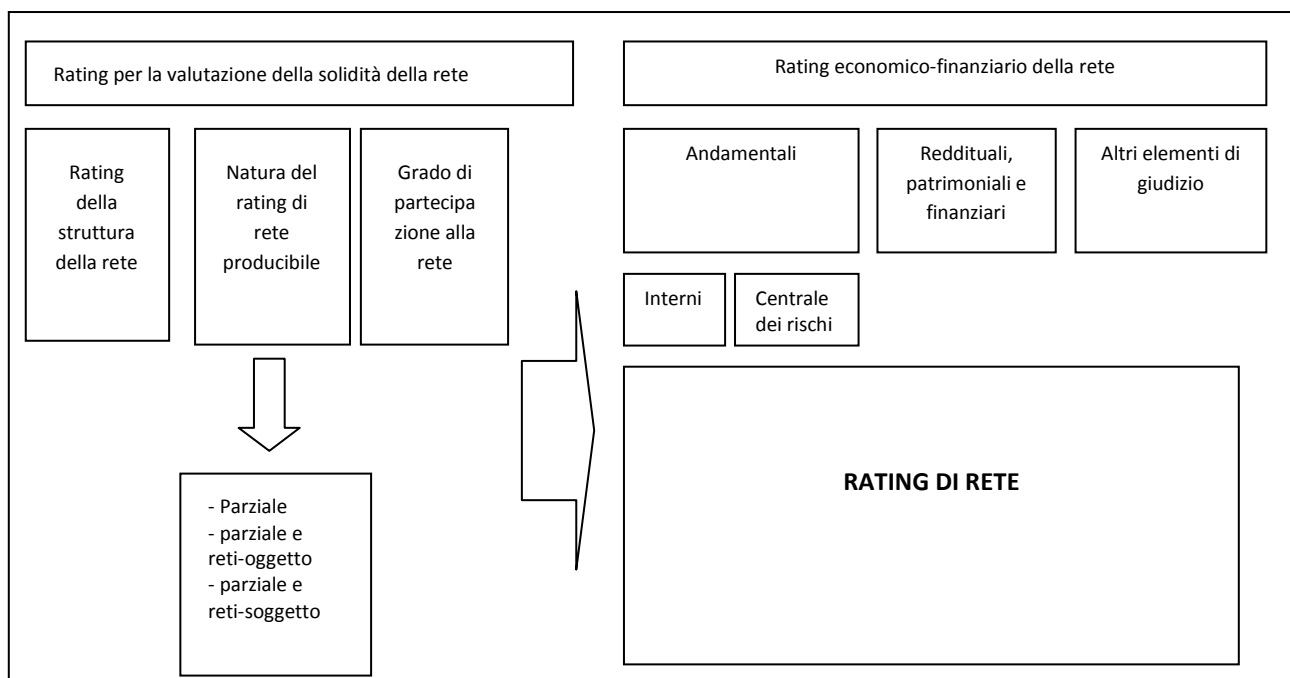 Rating per la valutazione della solidità della rete
Rating economico-finanziario della rete
Rating
della
struttura
della rete
Natura del
rating di
rete
producibile
Grado di
partecipa
zione alla
rete
Andamentali
Reddituali,
patrimoniali e
finanziari
Altri elementi di
giudizio
Interni
Centrale
dei rischi
- Parziale
- parziale e
reti-oggetto
- parziale e
reti-soggetto
RATING DI RETE